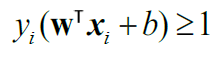 yᵢ(wᵀxᵢ + b) ≥ 1